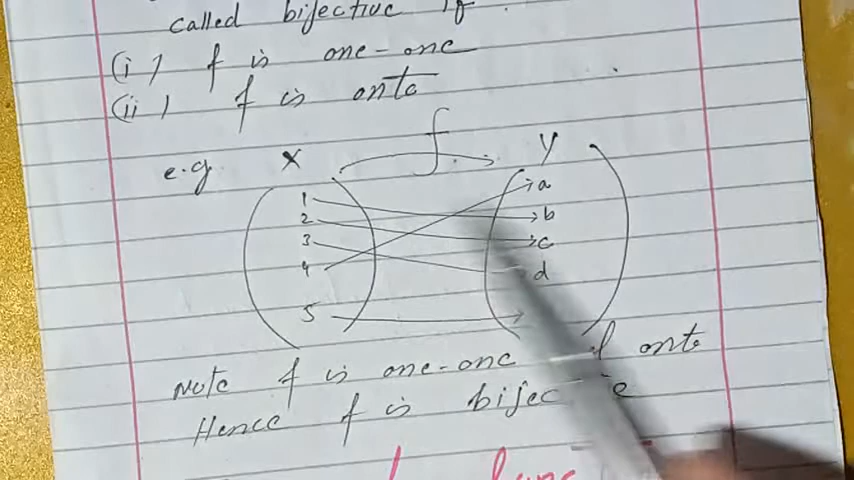 called bijective if
(i) f is one-one
(ii) f is onto
e.g X f Y
1 a
2 b
3 c
4 d
5
Note f is one-one onto
Hence f is